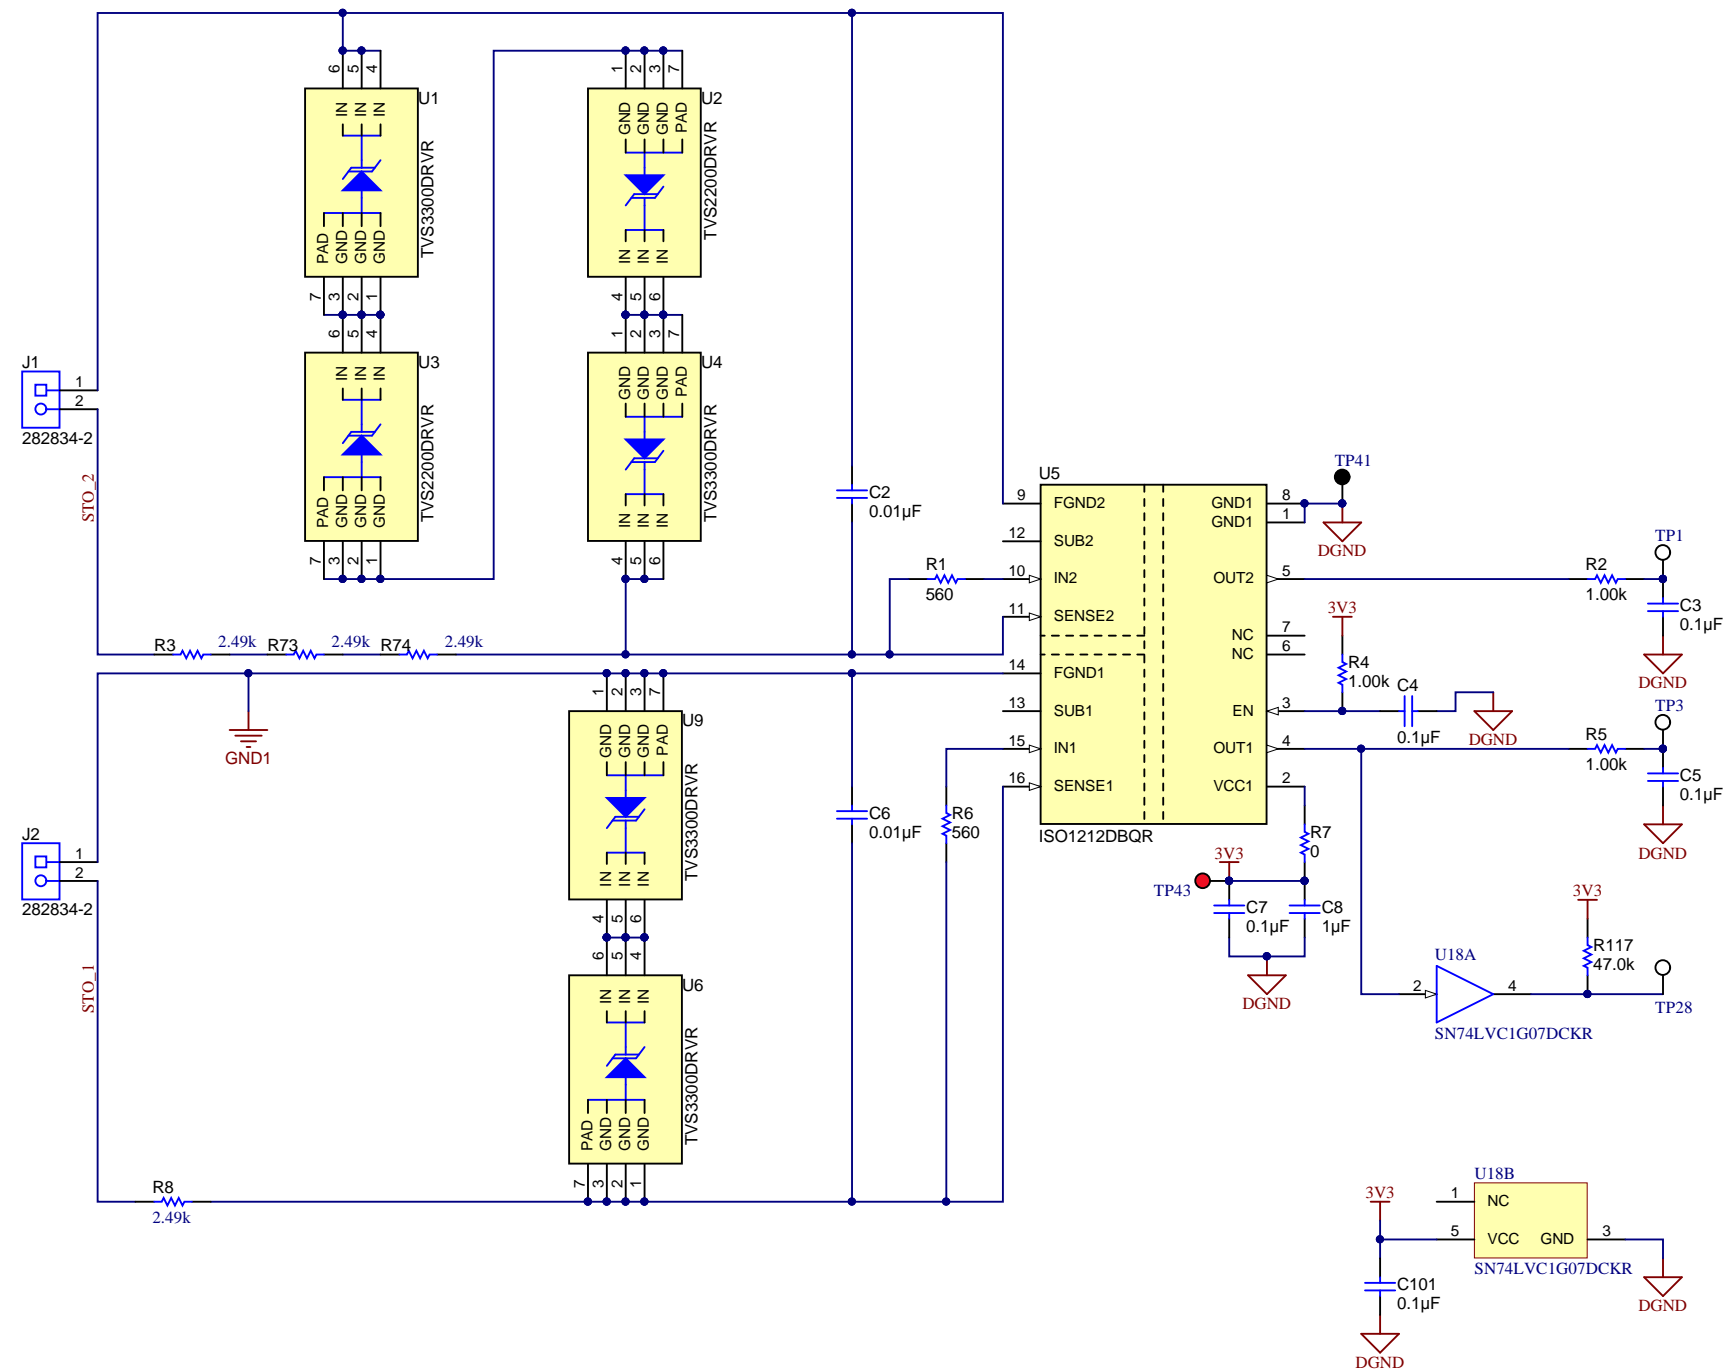 6
5
4
U1
IN
IN
IN
TVS3300DRVR
PAD
GND
GND
GND
7
3
2
1
1
2
3
7
U2
GND
GND
GND
PAD
TVS2200DRVR
IN
IN
IN
4
5
6
6
5
4
U3
IN
IN
IN
TVS2200DRVR
PAD
GND
GND
GND
7
3
2
1
1
2
3
7
U4
GND
GND
GND
PAD
TVS3300DRVR
IN
IN
IN
4
5
6
J1
1
2
282834-2
STO_2
C2
0.01µF
R1
560
R3
2.49k
R73
2.49k
R74
2.49k
GND1
1
2
3
7
U9
GND
GND
GND
PAD
TVS3300DRVR
IN
IN
IN
4
5
6
6
5
4
U6
IN
IN
IN
TVS3300DRVR
PAD
GND
GND
GND
7
3
2
1
J2
1
2
282834-2
STO_1
R8
2.49k
C6
0.01µF
R6
560
U5
9
FGND2
12
SUB2
10
IN2
11
SENSE2
14
FGND1
13
SUB1
15
IN1
16
SENSE1
GND1
8
GND1
1
OUT2
5
NC
7
NC
6
EN
3
OUT1
4
VCC1
2
ISO1212DBQR
TP41
DGND
TP1
R2
1.00k
C3
0.1µF
DGND
3V3
R4
1.00k
C4
0.1µF
DGND
TP3
R5
1.00k
C5
0.1µF
DGND
R7
0
3V3
TP43
C7
0.1µF
C8
1µF
DGND
3V3
R117
47.0k
U18A
2
4
SN74LVC1G07DCKR
TP28
U18B
3V3
1
NC
5
VCC
GND
3
SN74LVC1G07DCKR
C101
0.1µF
DGND
DGND